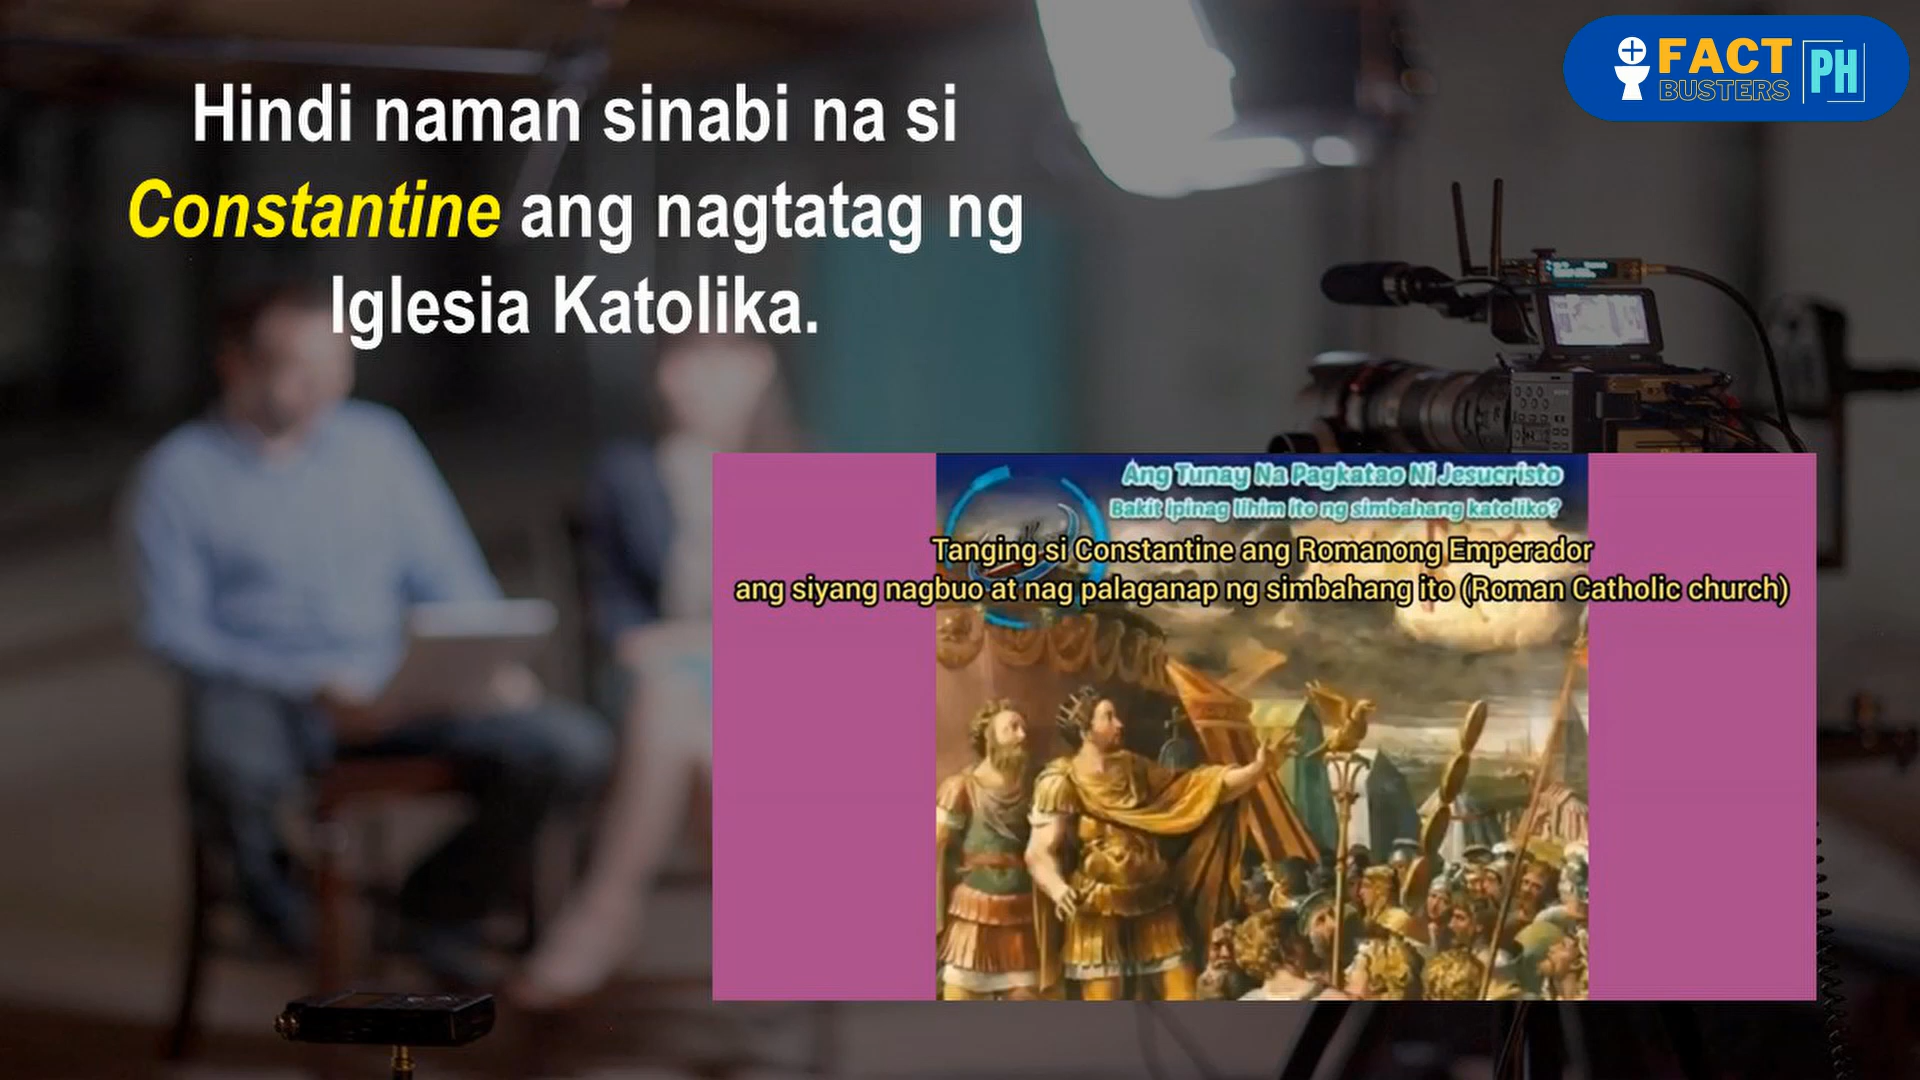 FACT
BUSTERS
PH
Hindi naman sinabi na si
Constantine ang nagtatag ng
Iglesia Katolika.
Ang Tunay Na Pagkatao Ni Jesucristo
Bakit ipinag lihim ito ng simbahang katoliko?
Tanging si Constantine ang Romanong Emperador
ang siyang nagbuo at nag palaganap ng simbahang ito (Roman Catholic church)